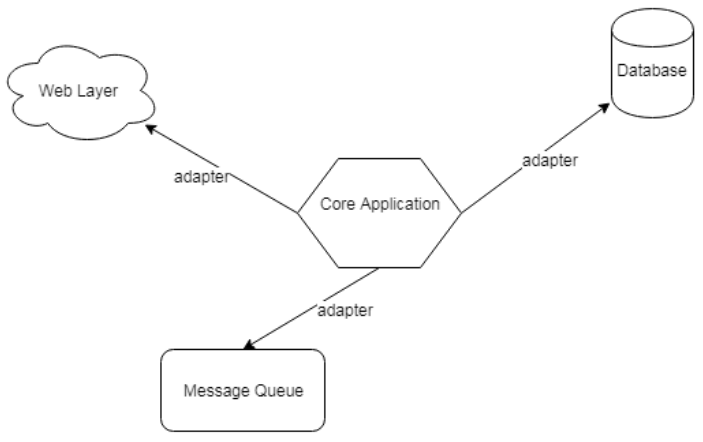 Database
Web Layer
adapter
adapter
Core Application
adapter
Message Queue